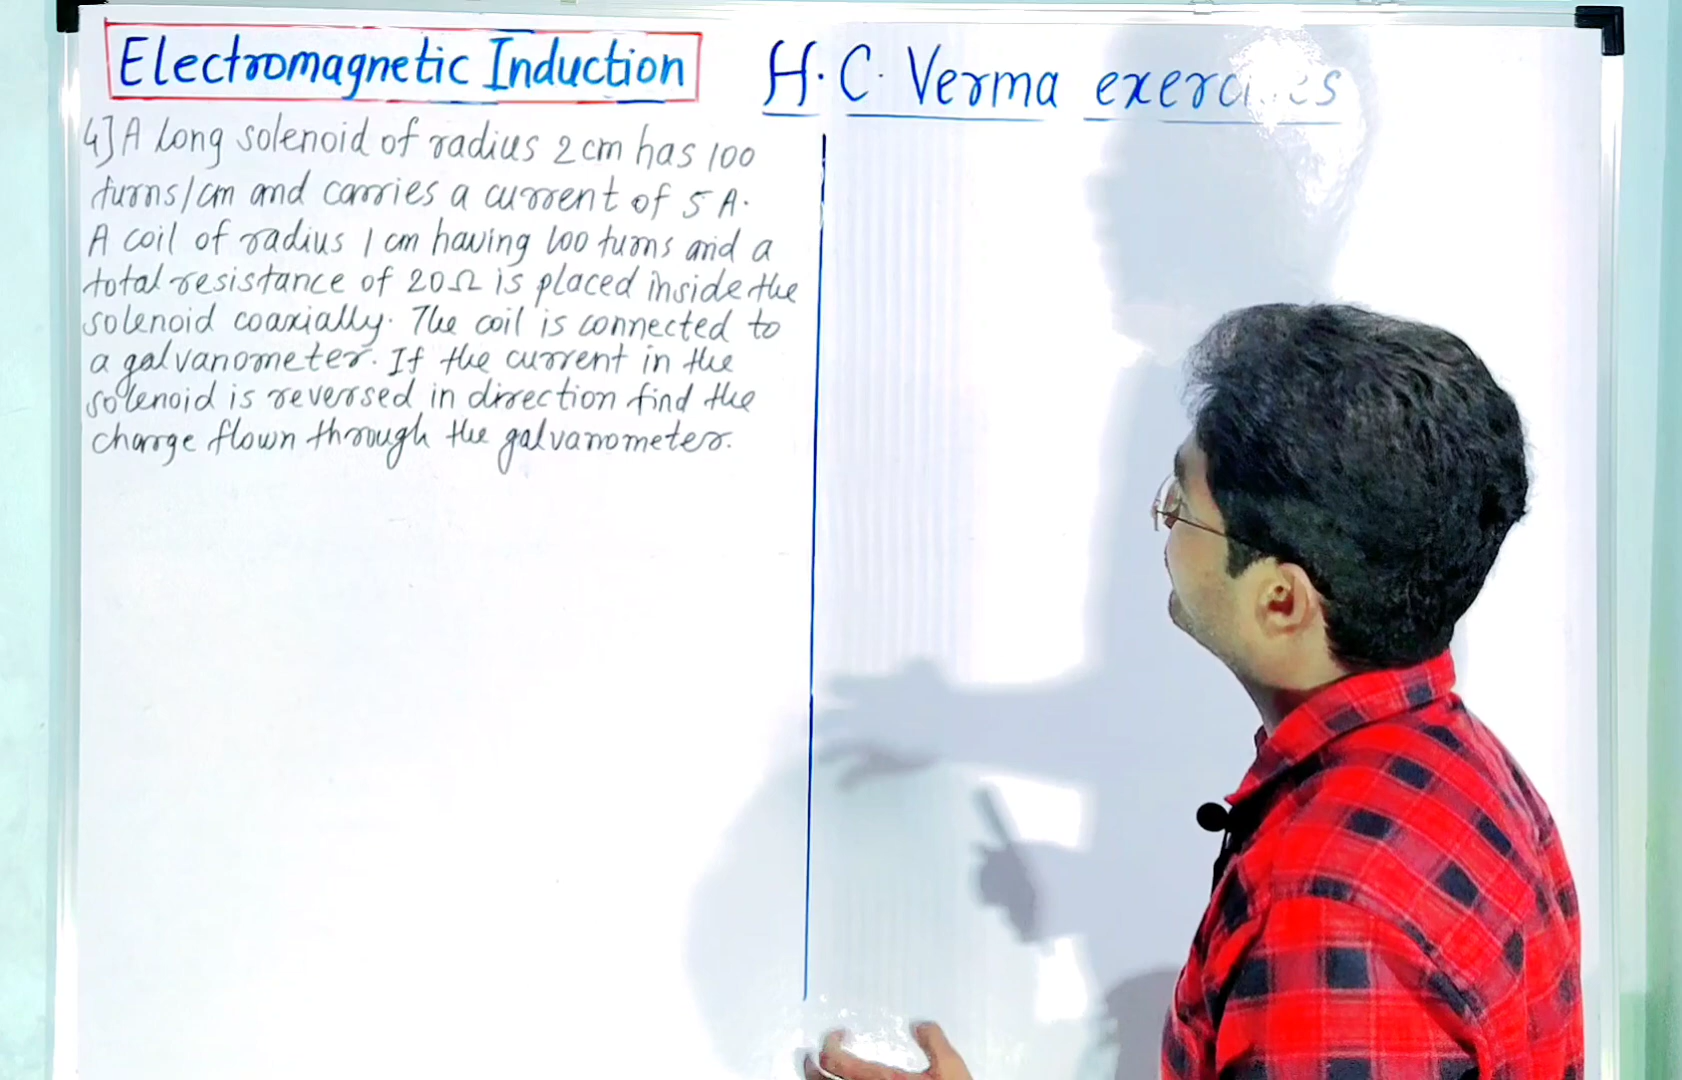 Electromagnetic Induction
H. C. Verma exercises
4] A long solenoid of radius 2 cm has 100
turns/cm and carries a current of 5 A.
A coil of radius 1 cm having 100 turns and a
total resistance of 20Ω is placed inside the
solenoid coaxially. The coil is connected to
a galvanometer. If the current in the
solenoid is reversed in direction find the
charge flown through the galvanometer.